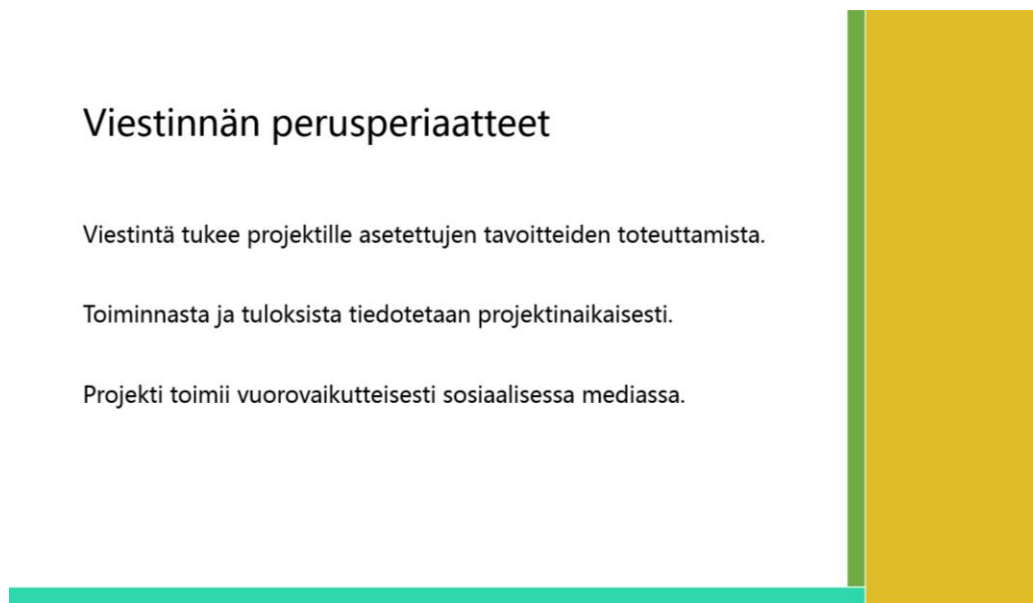 Viestinnän perusperiaatteet
Viestintä tukee projektille asetettujen tavoitteiden toteuttamista.
Toiminnasta ja tuloksista tiedotetaan projektinaikaisesti.
Projekti toimii vuorovaikutteisesti sosiaalisessa mediassa.